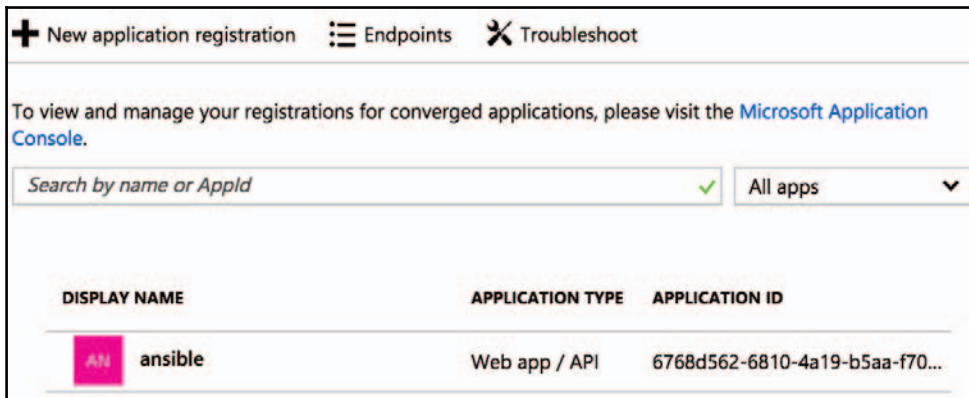 New application registration Endpoints Troubleshoot
To view and manage your registrations for converged applications, please visit the Microsoft Application
Console.
Search by name or AppId All apps
DISPLAY NAME APPLICATION TYPE APPLICATION ID
AN ansible Web app / API 6768d562-6810-4a19-b5aa-f70...